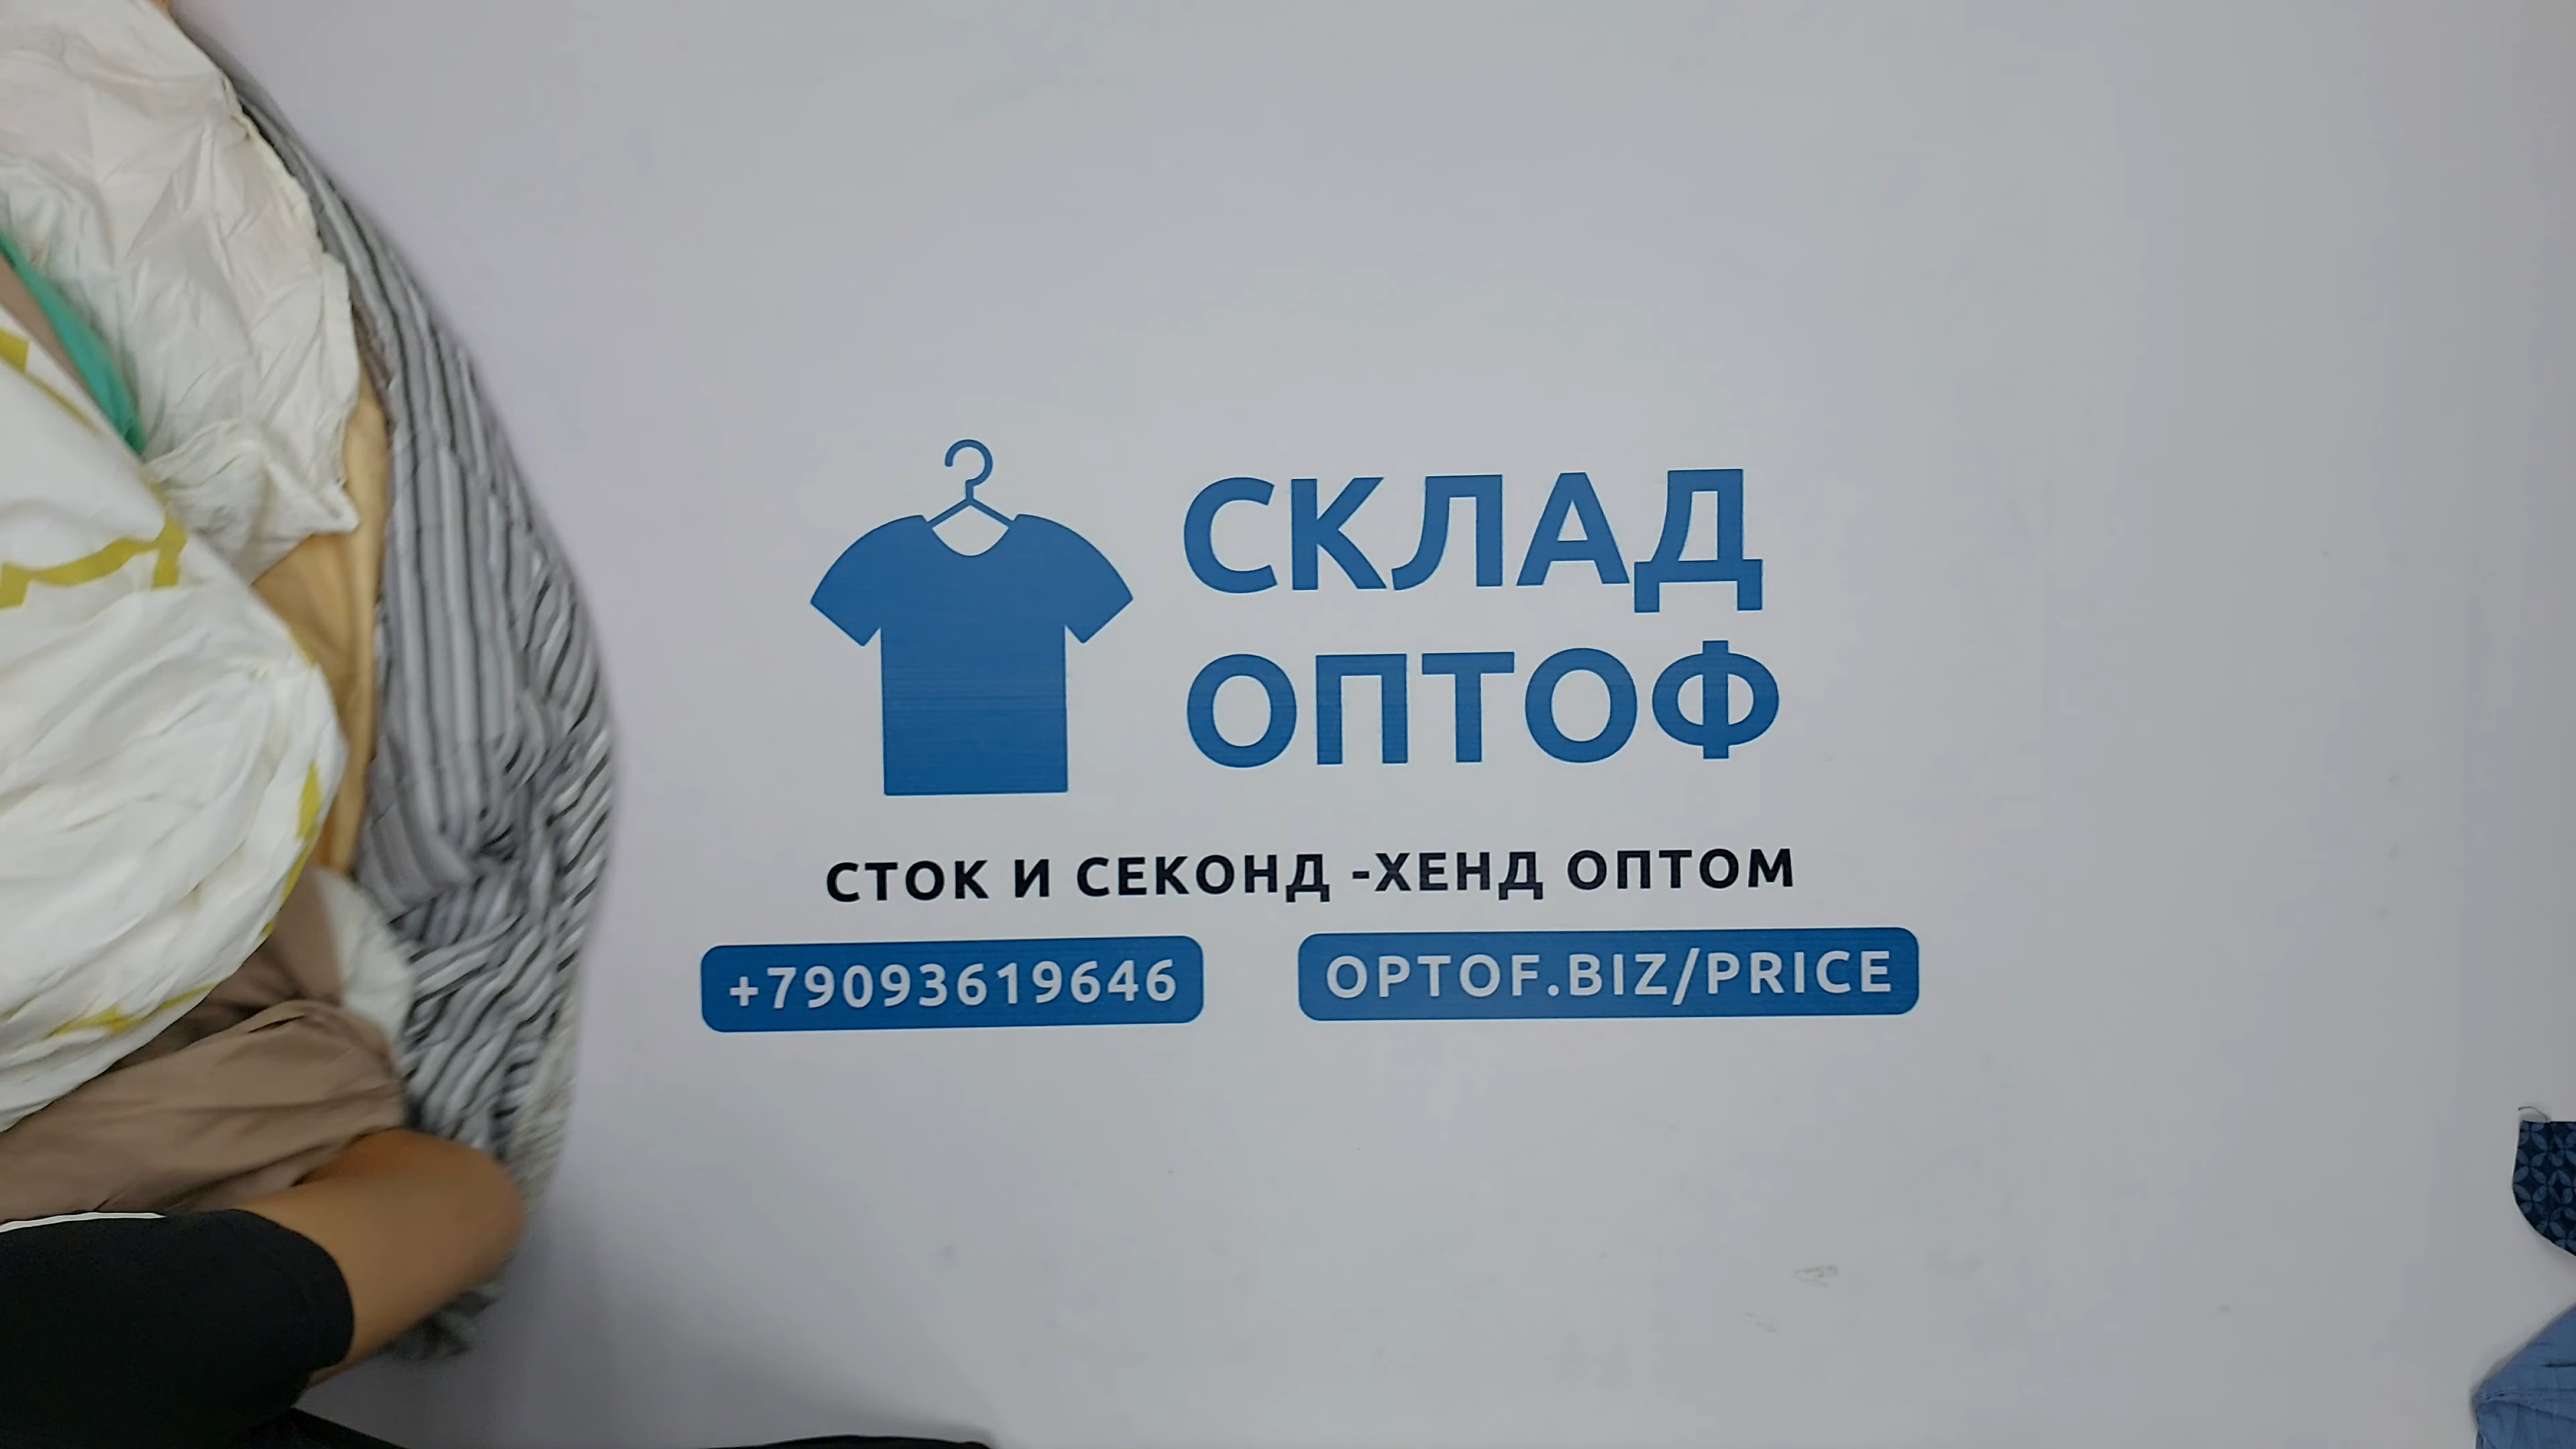 СКЛАД
ОПТОФ
СТОК И СЕКОНД -ХЕНД ОПТОМ
+79093619646
OPTOF.BIZ/PRICE